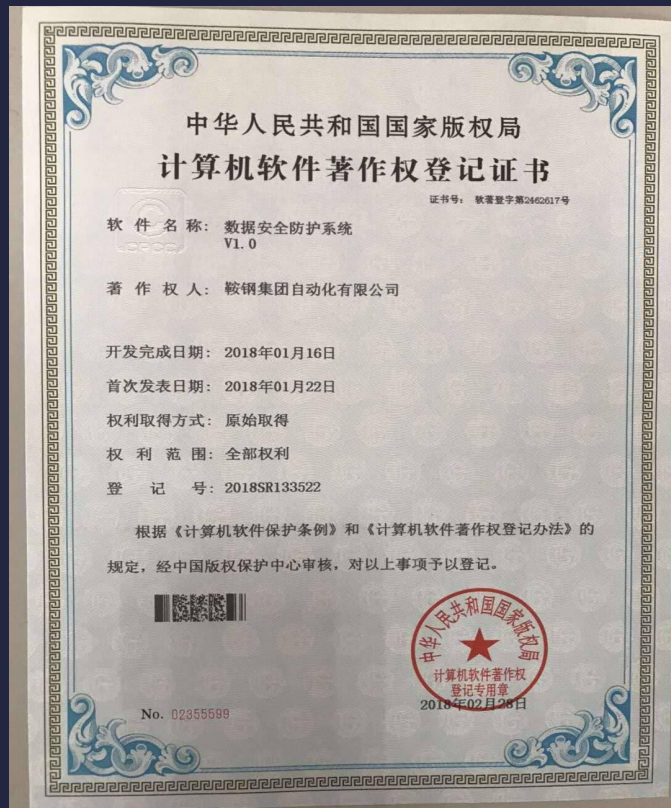 中华人民共和国国家版权局
计算机软件著作权登记证书
证书号: 软著登字第2462617号
软件名称: 数据安全防护系统
V1.0
著作权人: 鞍钢集团自动化有限公司
开发完成日期: 2018年01月16日
首次发表日期: 2018年01月22日
权利取得方式: 原始取得
权利范围: 全部权利
登记号: 2018SR133522
根据《计算机软件保护条例》和《计算机软件著作权登记办法》的
规定,经中国版权保护中心审核,对以上事项予以登记。
中华人民共和国国家版权局
计算机软件著作权
登记专用章
2018年02月28日
No. 02355599